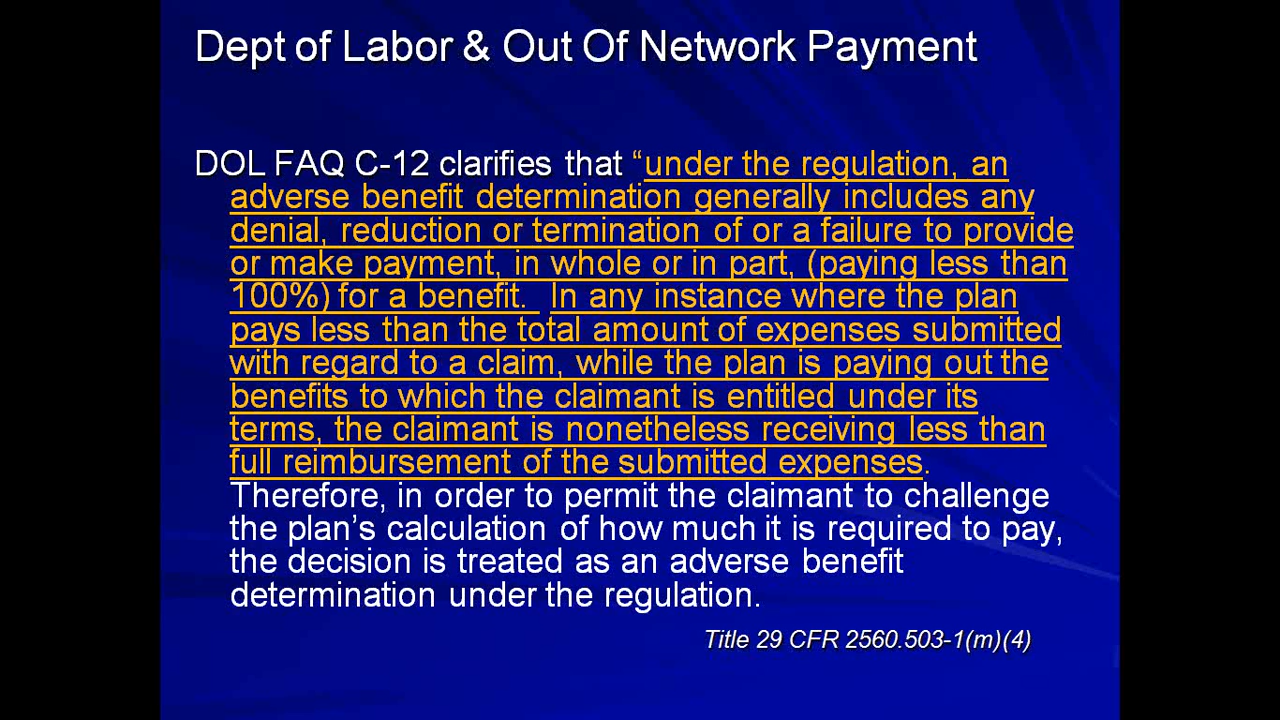 Dept of Labor & Out Of Network Payment
DOL FAQ C-12 clarifies that “under the regulation, an
adverse benefit determination generally includes any
denial, reduction or termination of or a failure to provide
or make payment, in whole or in part, (paying less than
100%) for a benefit. In any instance where the plan
pays less than the total amount of expenses submitted
with regard to a claim, while the plan is paying out the
benefits to which the claimant is entitled under its
terms, the claimant is nonetheless receiving less than
full reimbursement of the submitted expenses.
Therefore, in order to permit the claimant to challenge
the plan’s calculation of how much it is required to pay,
the decision is treated as an adverse benefit
determination under the regulation.
Title 29 CFR 2560.503-1(m)(4)